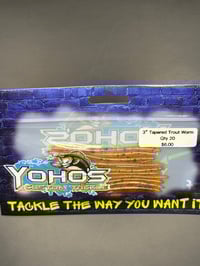 3" Tapered Trout Worm
Qty 20
$6.00
YOHOS
YOHOS
TACKLE THE WAY YOU WANT IT